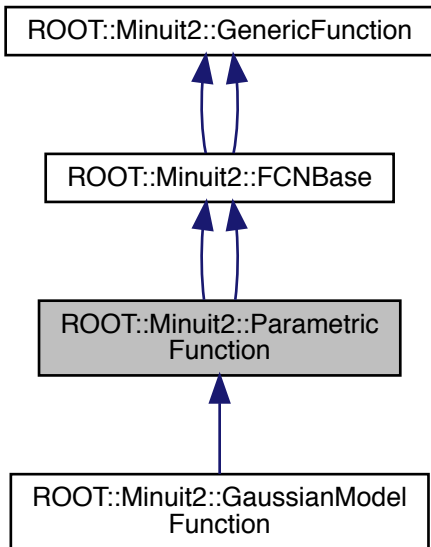 ROOT::Minuit2::GenericFunction
ROOT::Minuit2::FCNBase
ROOT::Minuit2::Parametric
Function
ROOT::Minuit2::GaussianModel
Function